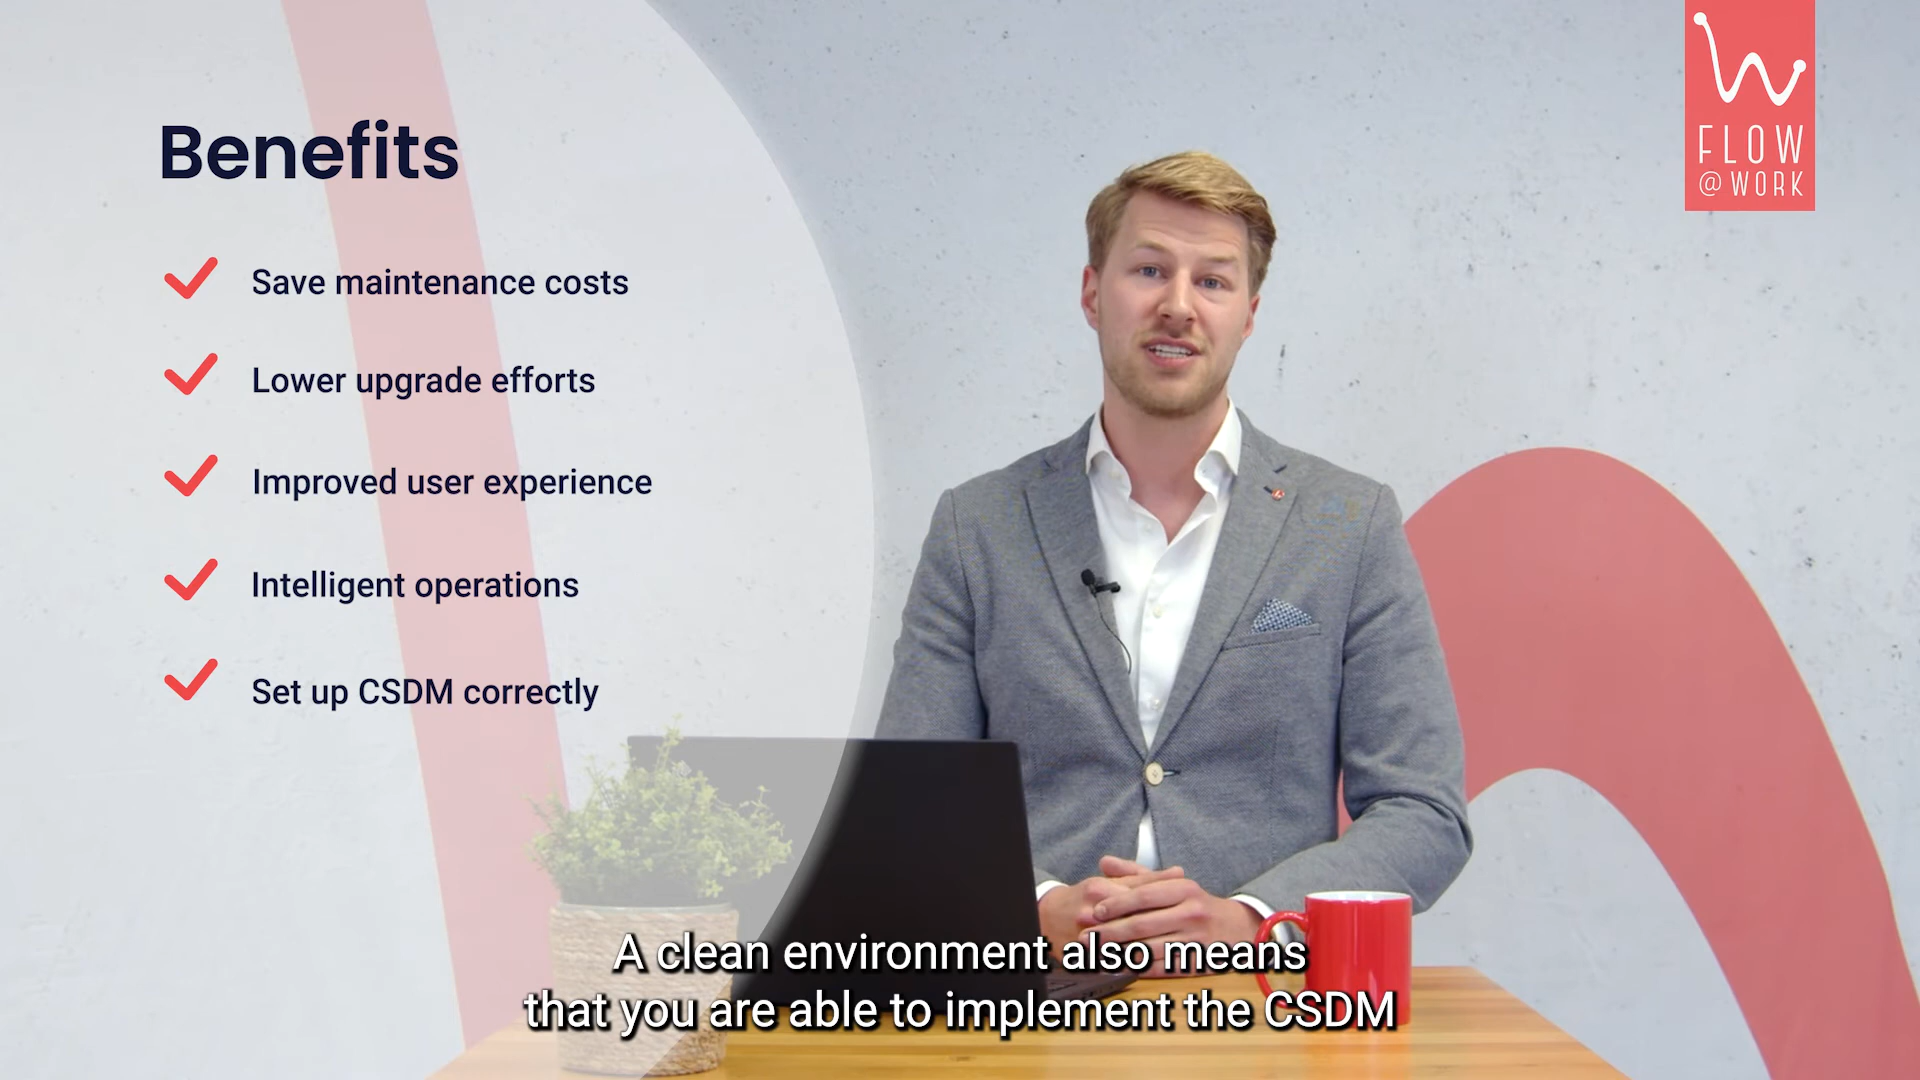 Benefits
Save maintenance costs
Lower upgrade efforts
Improved user experience
Intelligent operations
Set up CSDM correctly
FLOW
@WORK
A clean environment also means
that you are able to implement the CSDM